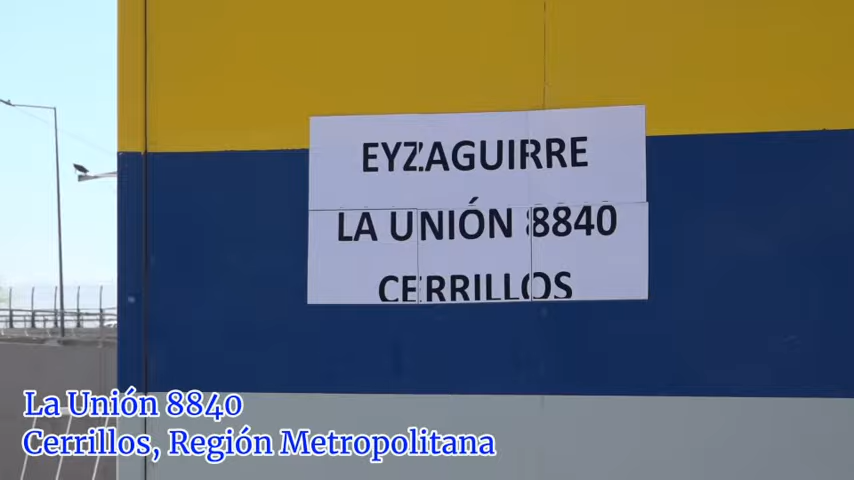 EYZAGUIRRE
LA UNIÓN 8840
CERRILLOS
La Unión 8840
Cerrillos, Región Metropolitana